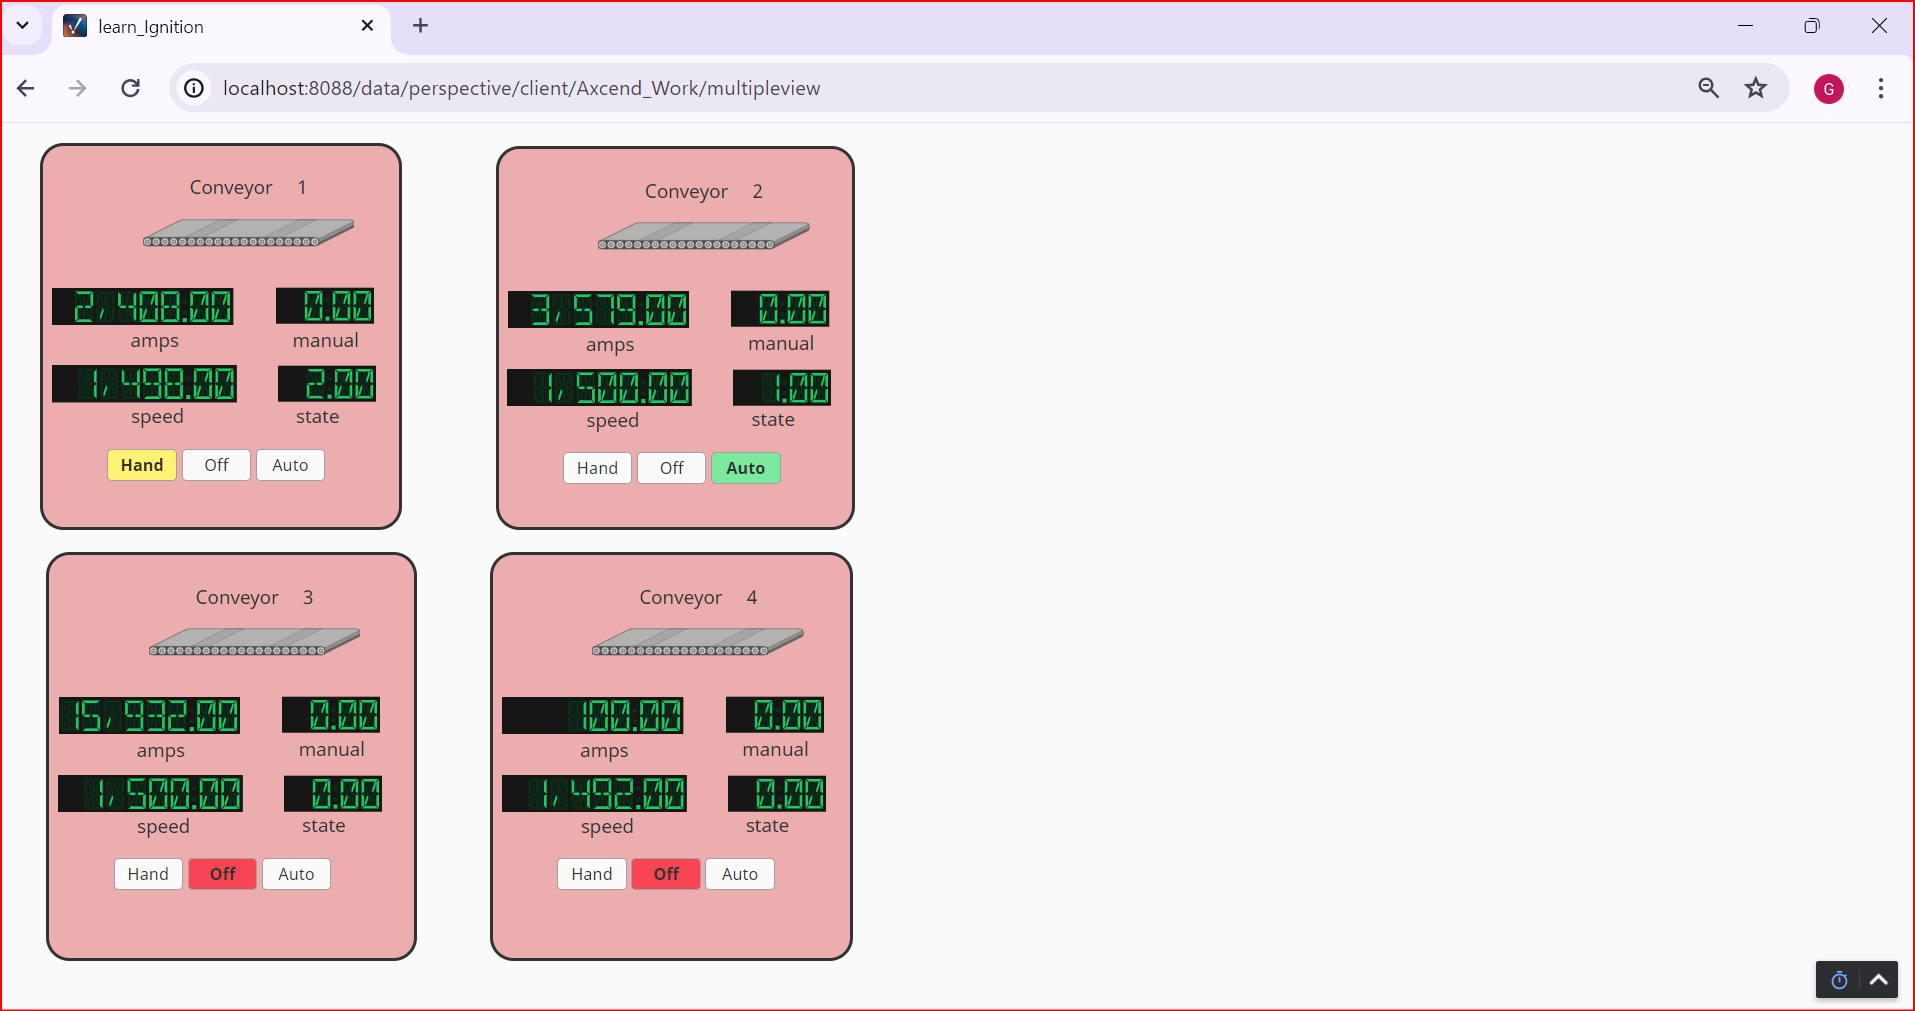 learn_Ignition
localhost:8088/data/perspective/client/Axcend_Work/multipleview
G
Conveyor 1
2,408.00 0.00
amps manual
1,498.00 2.00
speed state
Hand Off Auto
Conveyor 2
3,579.00 0.00
amps manual
1,500.00 1.00
speed state
Hand Off Auto
Conveyor 3
15,932.00 0.00
amps manual
1,500.00 0.00
speed state
Hand Off Auto
Conveyor 4
100.00 0.00
amps manual
1,492.00 0.00
speed state
Hand Off Auto